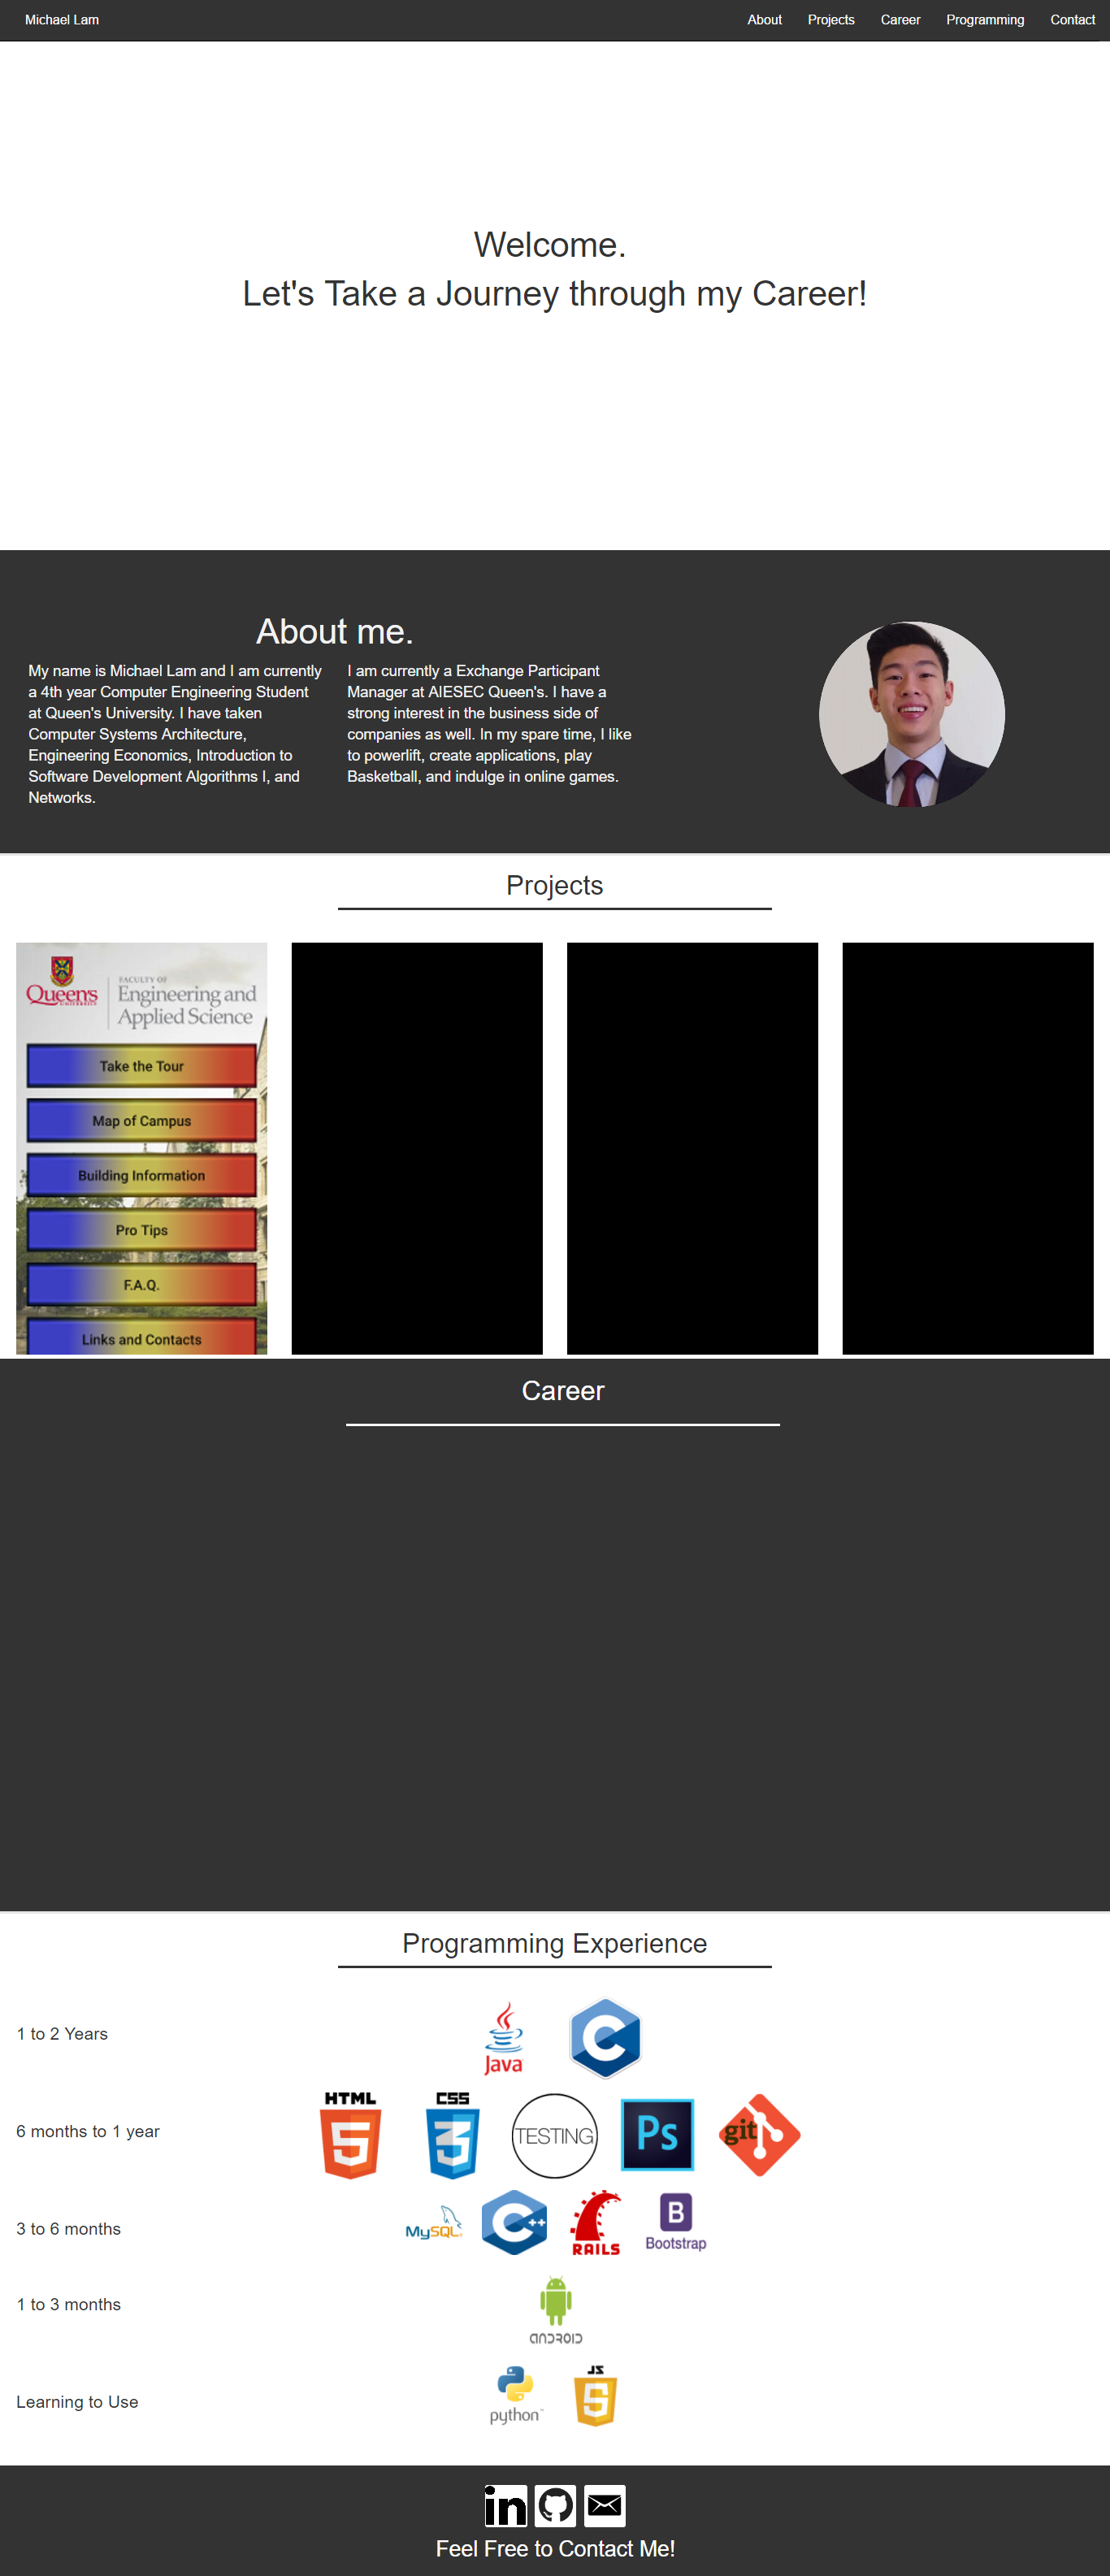 Michael Lam
About Projects Career Programming Contact
Welcome.
Let's Take a Journey through my Career!
About me.
My name is Michael Lam and I am currently
a 4th year Computer Engineering Student
at Queen's University. I have taken
Computer Systems Architecture,
Engineering Economics, Introduction to
Software Development Algorithms I, and
Networks.
I am currently a Exchange Participant
Manager at AIESEC Queen's. I have a
strong interest in the business side of
companies as well. In my spare time, I like
to powerlift, create applications, play
Basketball, and indulge in online games.
Projects
Queen's
UNIVERSITY
FACULTY OF
Engineering and
Applied Science
Take the Tour
Map of Campus
Building Information
Pro Tips
F.A.Q.
Links and Contacts
Career
Programming Experience
1 to 2 Years
Java
C
6 months to 1 year
HTML
5
CSS
3
TESTING
Ps
git
3 to 6 months
MySQL
C++
RAILS
B
Bootstrap
1 to 3 months
ANDROID
Learning to Use
python
JS
5
in
Feel Free to Contact Me!